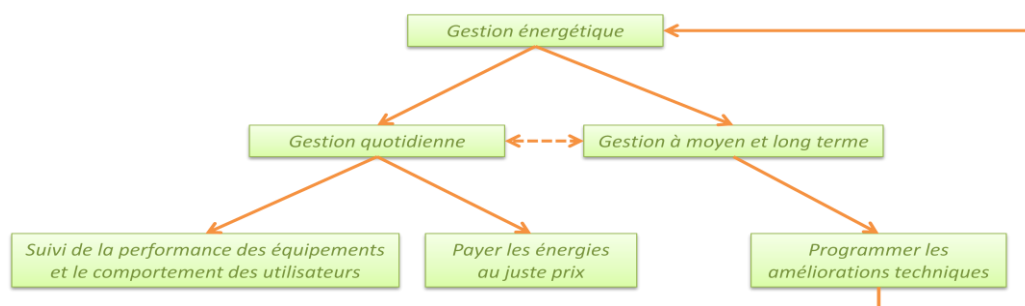 Gestion énergétique
Gestion quotidienne
Gestion à moyen et long terme
Suivi de la performance des équipements
et le comportement des utilisateurs
Payer les énergies
au juste prix
Programmer les
améliorations techniques